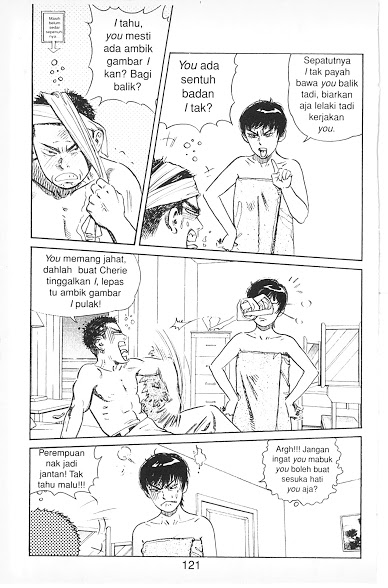 Masih
belum
sedar
sepenuh-
nya.
I tahu,
you mesti
ada ambik
gambar I
kan? Bagi
balik?
You ada
sentuh
badan
I tak?
Sepatutnya
I tak payah
bawa you balik
tadi, biarkan
aja lelaki tadi
kerjakan
you.
You memang jahat,
dahlah buat Cherie
tinggalkan I, lepas
tu ambik gambar
I pulak!
Perempuan
nak jadi
jantan! Tak
tahu malu!!!
Argh!!! Jangan
ingat you mabuk
you boleh buat
sesuka hati
you aja?
121